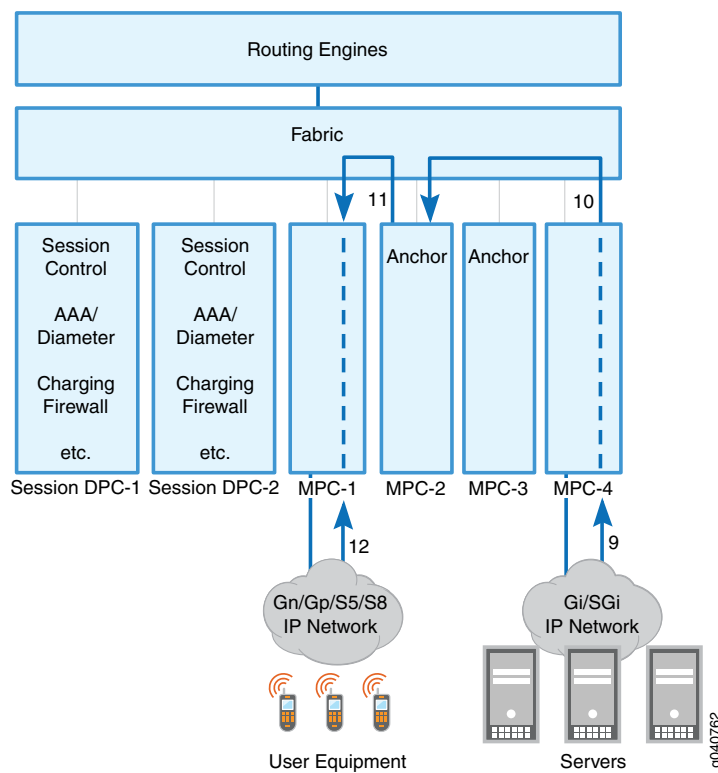 Routing Engines
Fabric
11
10
Session
Control
AAA/
Diameter
Charging
Firewall
etc.
Session
Control
AAA/
Diameter
Charging
Firewall
etc.
Anchor
Anchor
Session DPC-1
Session DPC-2
MPC-1
MPC-2
MPC-3
MPC-4
12
9
Gn/Gp/S5/S8
IP Network
Gi/SGi
IP Network
User Equipment
Servers
g040762